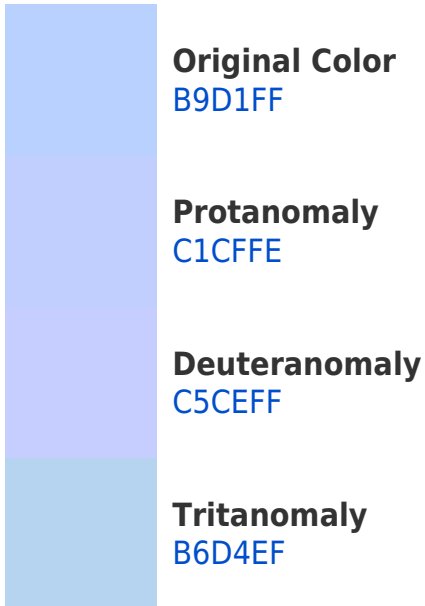 Original Color
B9D1FF
Protanomaly
C1CFFE
Deuteranomaly
C5CEFF
Tritanomaly
B6D4EF